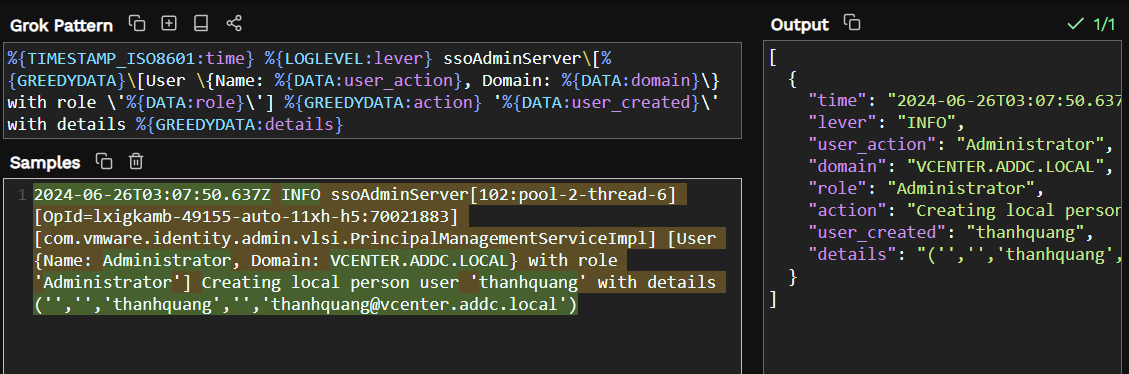 Grok Pattern
%{TIMESTAMP_ISO8601:time} %{LOGLEVEL:lever} ssoAdminServer\[%
{GREEDYDATA}\[User \{Name: %{DATA:user_action}, Domain: %{DATA:domain}\}
with role \'%{DATA:role}\'] %{GREEDYDATA:action} '%{DATA:user_created}\'
with details %{GREEDYDATA:details}
Samples
1 2024-06-26T03:07:50.637Z INFO ssoAdminServer[102:pool-2-thread-6]
[OpId=lxigkamb-49155-auto-11xh-h5:70021883]
[com.vmware.identity.admin.vlsi.PrincipalManagementServiceImpl] [User
{Name: Administrator, Domain: VCENTER.ADDC.LOCAL} with role
'Administrator'] Creating local person user 'thanhquang' with details
('','','thanhquang','','thanhquang@vcenter.addc.local')
Output
1/1
[
{
"time": "2024-06-26T03:07:50.637
"lever": "INFO",
"user_action": "Administrator",
"domain": "VCENTER.ADDC.LOCAL",
"role": "Administrator",
"action": "Creating local person
"user_created": "thanhquang",
"details": "('','','thanhquang',
}
]